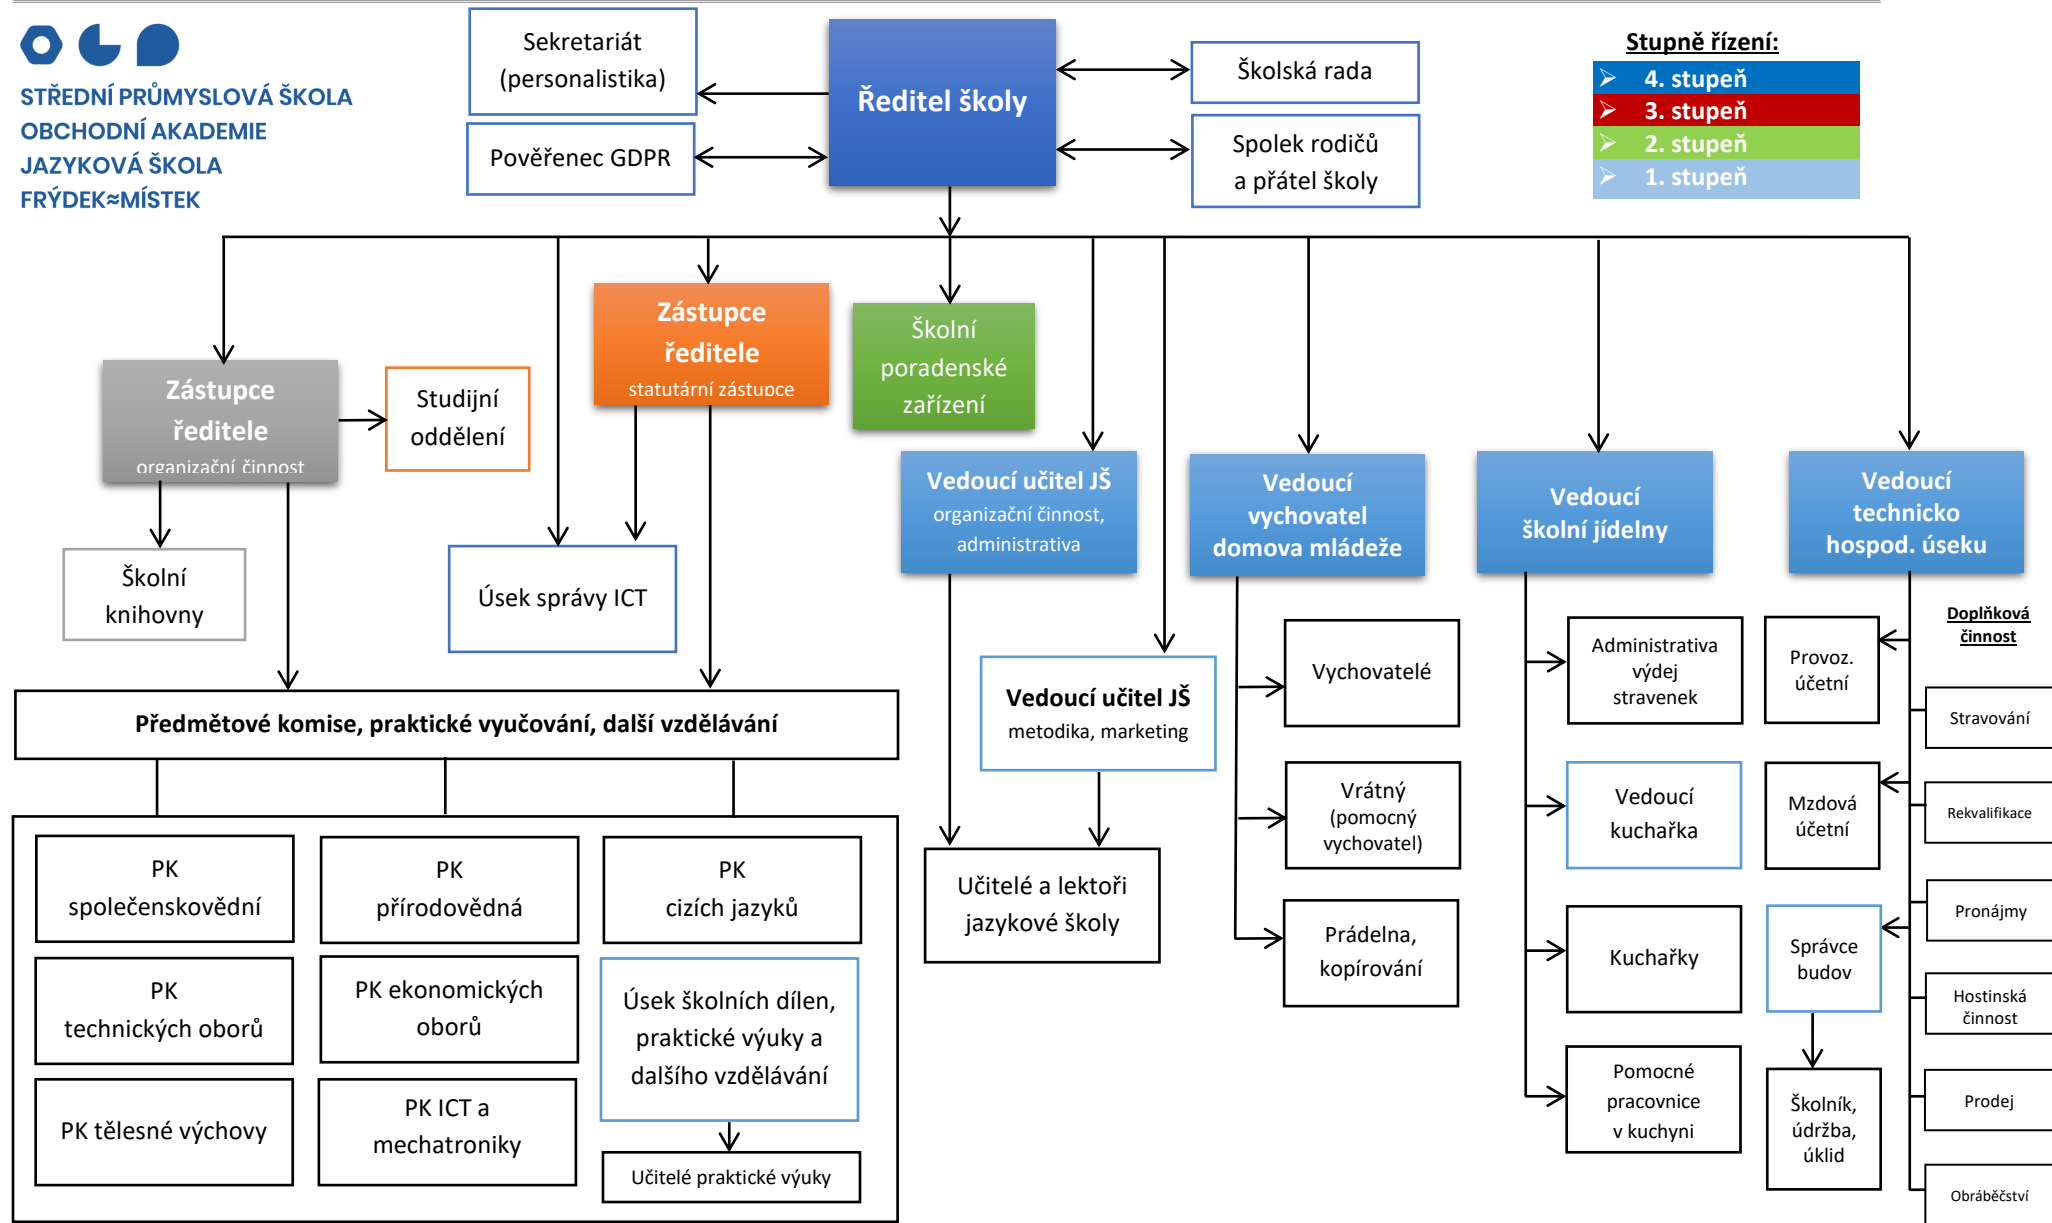 STŘEDNÍ PRŮMYSLOVÁ ŠKOLA
OBCHODNÍ AKADEMIE
JAZYKOVÁ ŠKOLA
FRÝDEK≈MÍSTEK
Sekretariát
(personalistika)
Pověřenec GDPR
Ředitel školy
Školská rada
Spolek rodičů
a přátel školy
Stupně řízení:
4. stupeň
3. stupeň
2. stupeň
1. stupeň
Zástupce
ředitele
organizační činnost
Studijní
oddělení
Zástupce
ředitele
statutární zástupce
Školní
poradenské
zařízení
Vedoucí učitel JŠ
organizační činnost,
administrativa
Vedoucí
vychovatel
domova mládeže
Vedoucí
školní jídelny
Vedoucí
technicko
hospod. úseku
Školní
knihovny
Úsek správy ICT
Vedoucí učitel JŠ
metodika, marketing
Učitelé a lektoři
jazykové školy
Předmětové komise, praktické vyučování, další vzdělávání
PK
společenskovědní
PK
přírodovědná
PK
cizích jazyků
PK
technických oborů
PK ekonomických
oborů
Úsek školních dílen,
praktické výuky a
dalšího vzdělávání
PK tělesné výchovy
PK ICT a
mechatroniky
Učitelé praktické výuky
Vychovatelé
Vrátný
(pomocný
vychovatel)
Prádelna,
kopírování
Administrativa
výdej
stravenek
Vedoucí
kuchařka
Kuchařky
Pomocné
pracovnice
v kuchyni
Provoz.
účetní
Mzdová
účetní
Správce
budov
Školník,
údržba,
úklid
Doplňková
činnost
Stravování
Rekvalifikace
Pronájmy
Hostinská
činnost
Prodej
Obráběčství